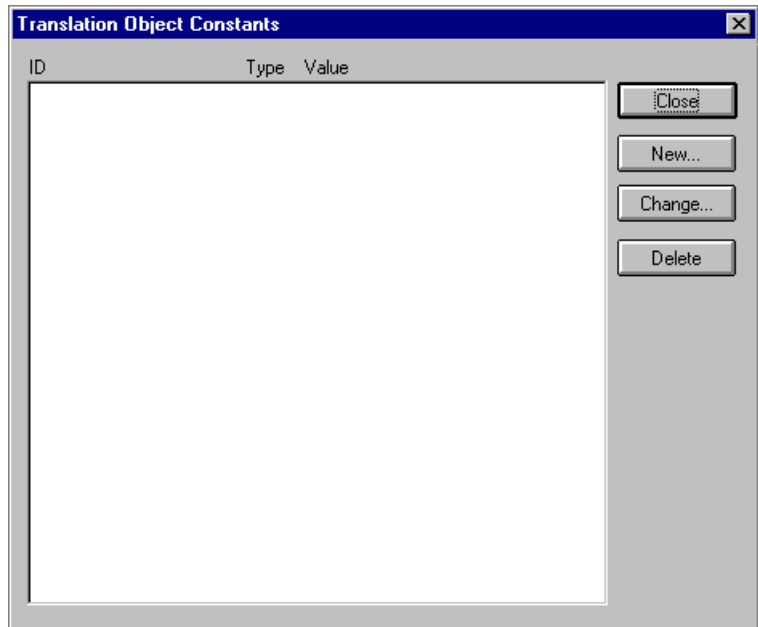 Translation Object Constants
ID Type Value
Close
New...
Change...
Delete